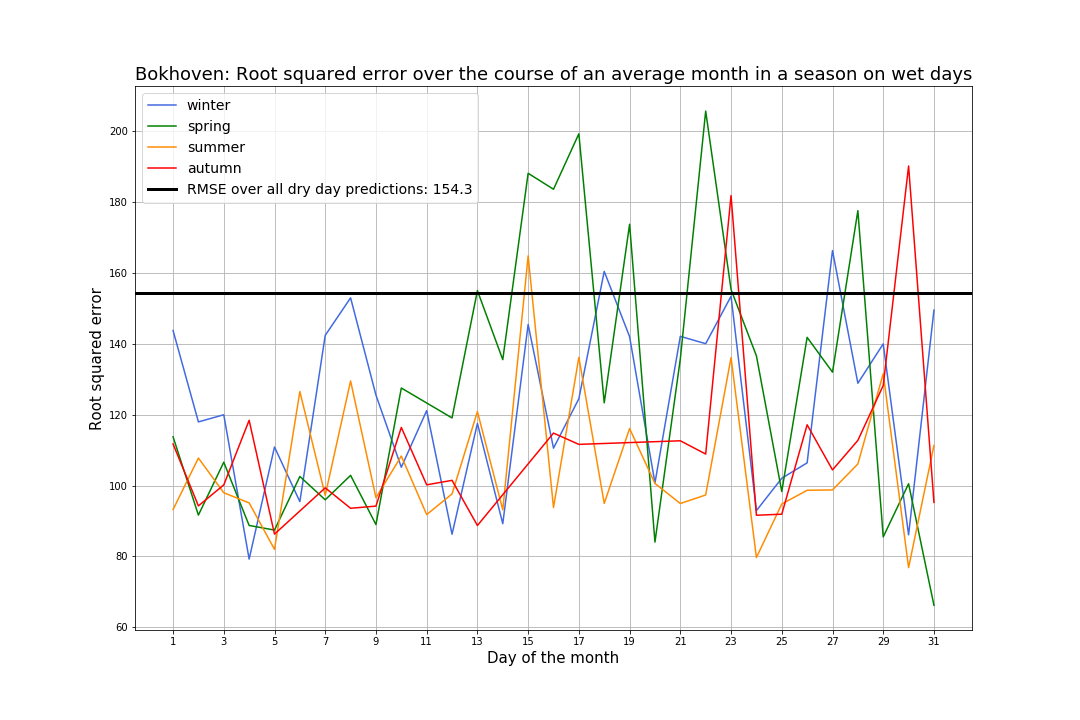 Bokhoven: Root squared error over the course of an average month in a season on wet days
winter
spring
summer
autumn
RMSE over all dry day predictions: 154.3
Root squared error
200
180
160
140
120
100
80
60
1 3 5 7 9 11 13 15 17 19 21 23 25 27 29 31
Day of the month